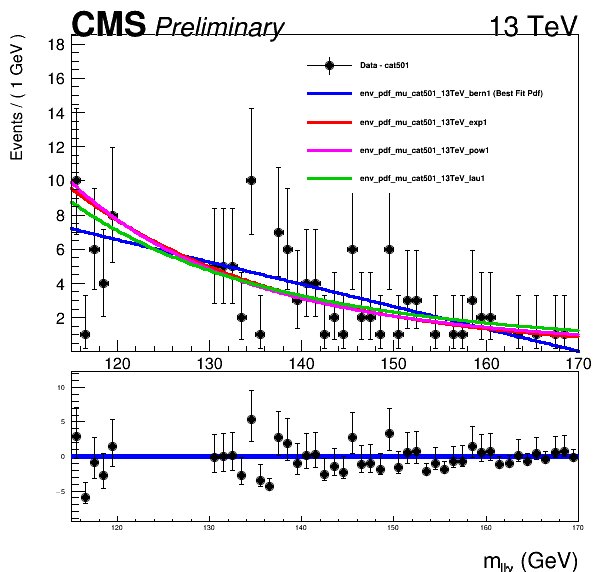 CMS Preliminary 13 TeV
Events / ( 1 GeV )
18
16
14
12
10
8
6
4
2
Data - cat501
env_pdf_mu_cat501_13TeV_bern1 (Best Fit Pdf)
env_pdf_mu_cat501_13TeV_exp1
env_pdf_mu_cat501_13TeV_pow1
env_pdf_mu_cat501_13TeV_lau1
120 130 140 150 160 170
10
5
0
−5
120 130 140 150 160 170
m_{llγ} (GeV)